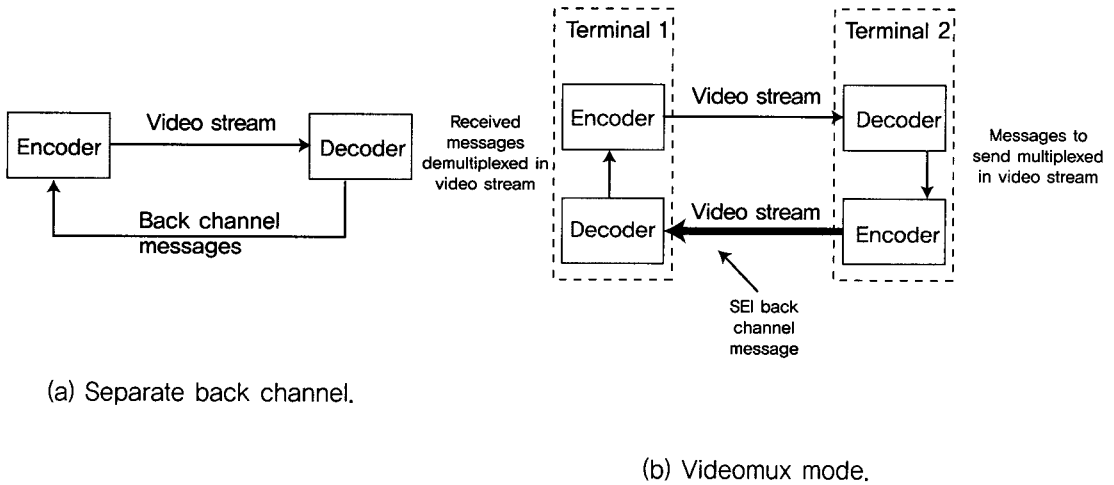 Encoder
Video stream
Decoder
Back channel
messages
(a) Separate back channel.
Received
messages
demultiplexed in
video stream
Terminal 1
Encoder
Decoder
Video stream
Video stream
SEI back
channel
message
Terminal 2
Decoder
Encoder
Messages to
send multiplexed
in video stream
(b) Videomux mode.